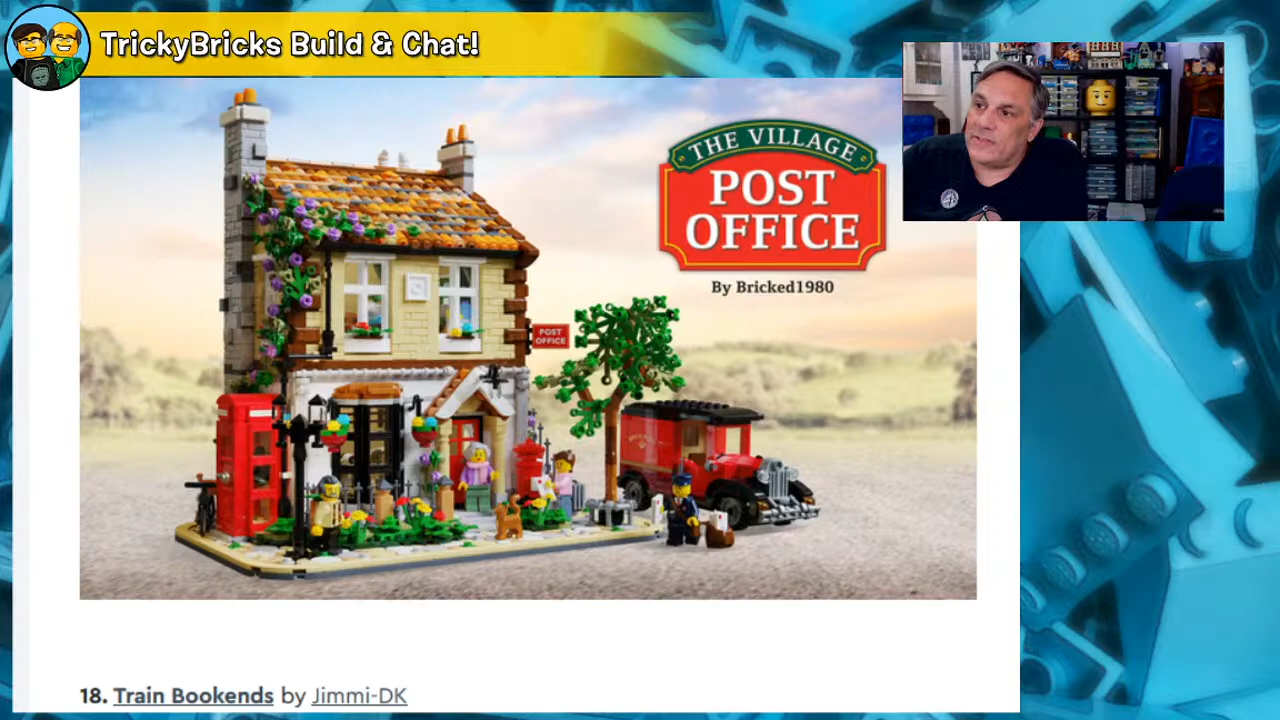 TrickyBricks Build & Chat!
THE VILLAGE
POST
OFFICE
By Bricked1980
POST
OFFICE
18. Train Bookends by Jimmi-DK